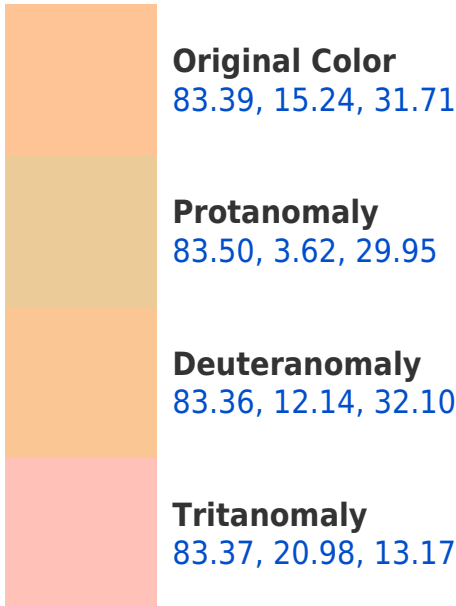 Original Color
83.39, 15.24, 31.71
Protanomaly
83.50, 3.62, 29.95
Deuteranomaly
83.36, 12.14, 32.10
Tritanomaly
83.37, 20.98, 13.17